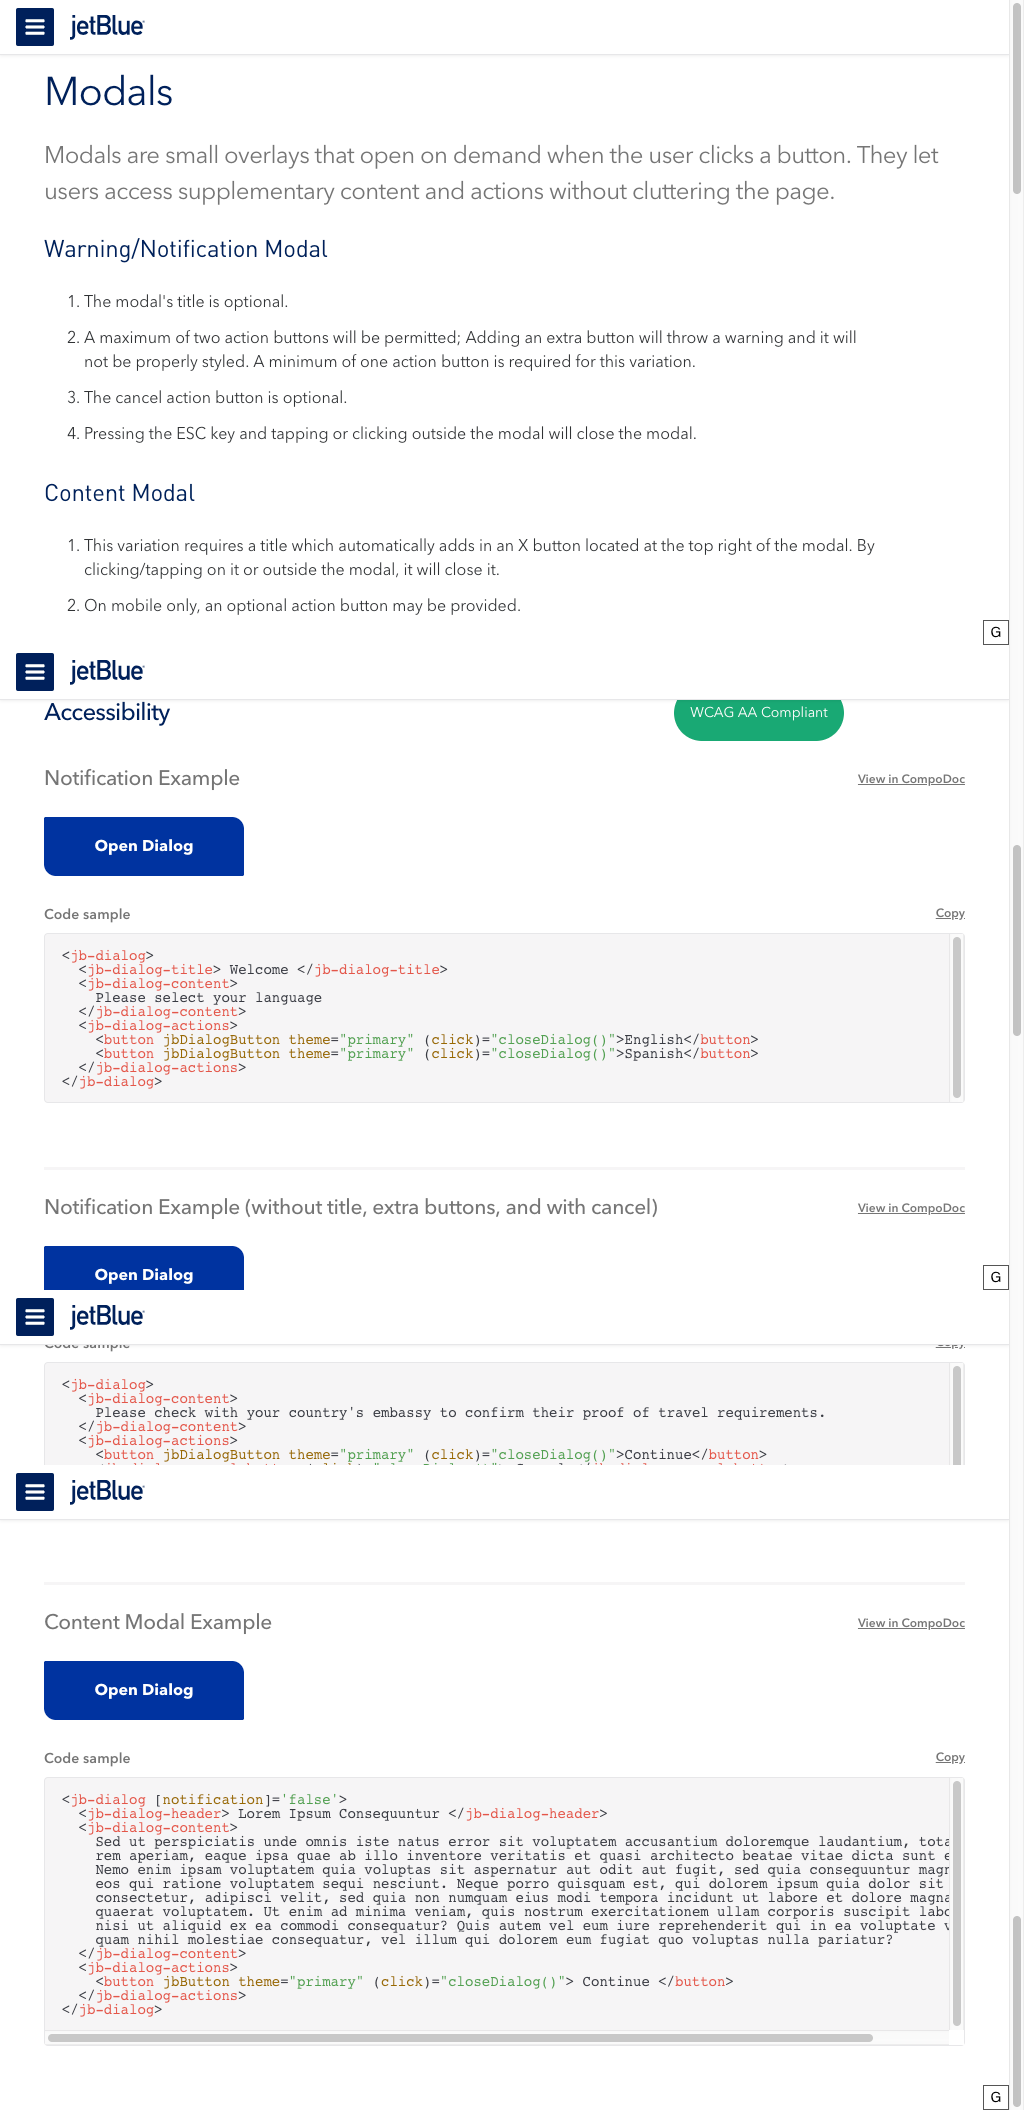 jetBlue
Modals
Modals are small overlays that open on demand when the user clicks a button. They let
users access supplementary content and actions without cluttering the page.
Warning/Notification Modal
1. The modal's title is optional.
2. A maximum of two action buttons will be permitted; Adding an extra button will throw a warning and it will
not be properly styled. A minimum of one action button is required for this variation.
3. The cancel action button is optional.
4. Pressing the ESC key and tapping or clicking outside the modal will close the modal.
Content Modal
1. This variation requires a title which automatically adds in an X button located at the top right of the modal. By
clicking/tapping on it or outside the modal, it will close it.
2. On mobile only, an optional action button may be provided.
G
jetBlue
Accessibility
WCAG AA Compliant
Notification Example
View in CompoDoc
Open Dialog
Code sample
Copy
<jb-dialog>
<jb-dialog-title> Welcome </jb-dialog-title>
<jb-dialog-content>
Please select your language
</jb-dialog-content>
<jb-dialog-actions>
<button jbDialogButton theme="primary" (click)="closeDialog()">English</button>
<button jbDialogButton theme="primary" (click)="closeDialog()">Spanish</button>
</jb-dialog-actions>
</jb-dialog>
Notification Example (without title, extra buttons, and with cancel)
View in CompoDoc
Open Dialog
G
jetBlue
Code sample
Copy
<jb-dialog>
<jb-dialog-content>
Please check with your country's embassy to confirm their proof of travel requirements.
</jb-dialog-content>
<jb-dialog-actions>
<button jbDialogButton theme="primary" (click)="closeDialog()">Continue</button>
jetBlue
Content Modal Example
View in CompoDoc
Open Dialog
Code sample
Copy
<jb-dialog [notification]='false'>
<jb-dialog-header> Lorem Ipsum Consequuntur </jb-dialog-header>
<jb-dialog-content>
Sed ut perspiciatis unde omnis iste natus error sit voluptatem accusantium doloremque laudantium, tota
rem aperiam, eaque ipsa quae ab illo inventore veritatis et quasi architecto beatae vitae dicta sunt e
Nemo enim ipsam voluptatem quia voluptas sit aspernatur aut odit aut fugit, sed quia consequuntur magn
eos qui ratione voluptatem sequi nesciunt. Neque porro quisquam est, qui dolorem ipsum quia dolor sit
consectetur, adipisci velit, sed quia non numquam eius modi tempora incidunt ut labore et dolore magna
quaerat voluptatem. Ut enim ad minima veniam, quis nostrum exercitationem ullam corporis suscipit labo
nisi ut aliquid ex ea commodi consequatur? Quis autem vel eum iure reprehenderit qui in ea voluptate v
quam nihil molestiae consequatur, vel illum qui dolorem eum fugiat quo voluptas nulla pariatur?
</jb-dialog-content>
<jb-dialog-actions>
<button jbButton theme="primary" (click)="closeDialog()"> Continue </button>
</jb-dialog-actions>
</jb-dialog>
G